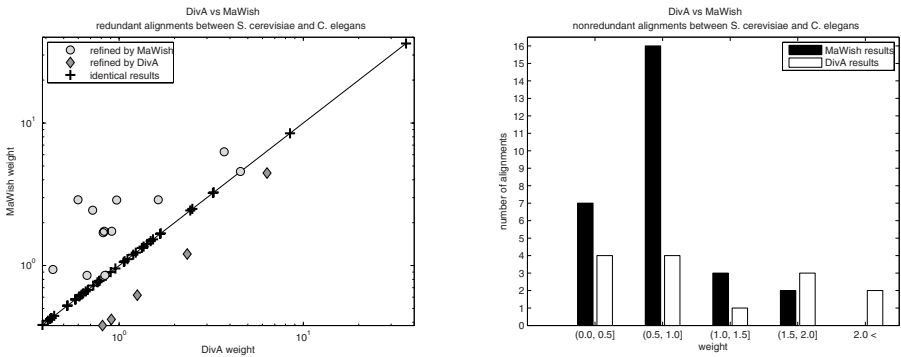 DivA vs MaWish
redundant alignments between S. cerevisiae and C. elegans
refined by MaWish
refined by DivA
identical results
10^1
10^0
MaWish weight
10^0
10^1
DivA weight
DivA vs MaWish
nonredundant alignments between S. cerevisiae and C. elegans
MaWish results
DivA results
16
15
14
13
12
11
10
9
8
7
6
5
4
3
2
1
0
number of alignments
(0.0, 0.5]
(0.5, 1.0]
(1.0, 1.5]
(1.5, 2.0]
2.0 <
weight